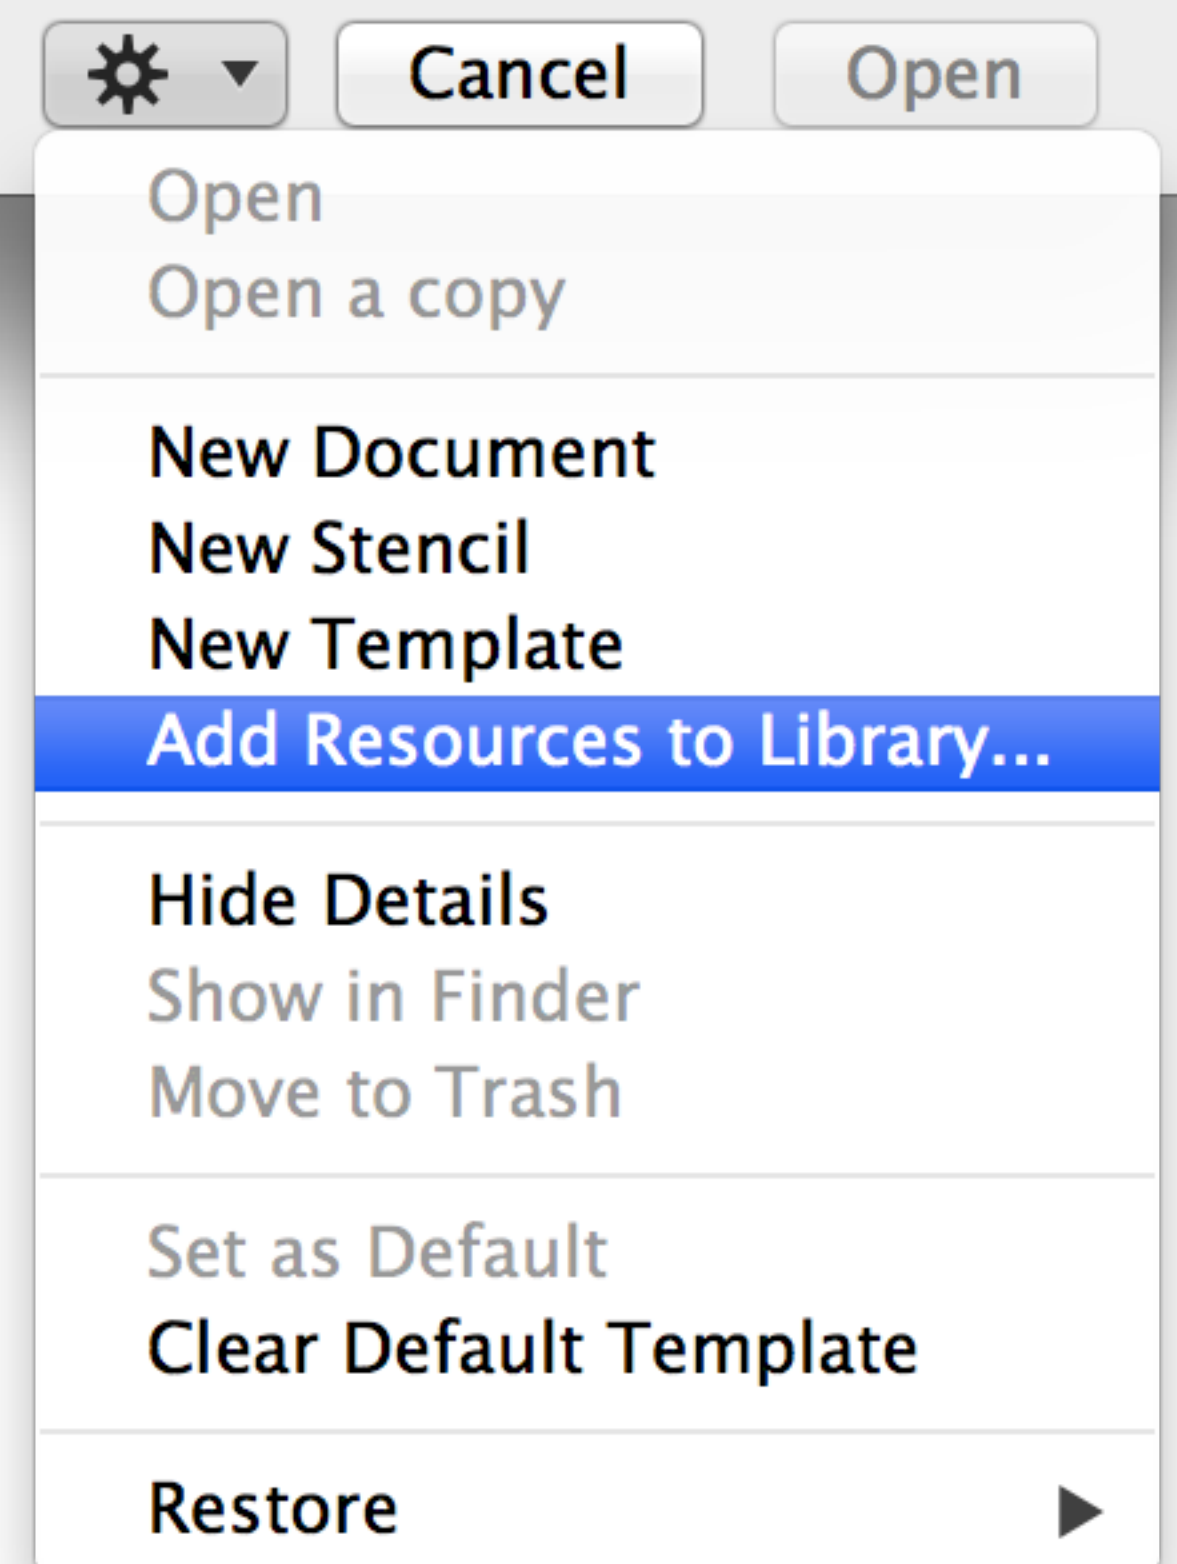 Cancel
Open
Open
Open a copy
New Document
New Stencil
New Template
Add Resources to Library...
Hide Details
Show in Finder
Move to Trash
Set as Default
Clear Default Template
Restore